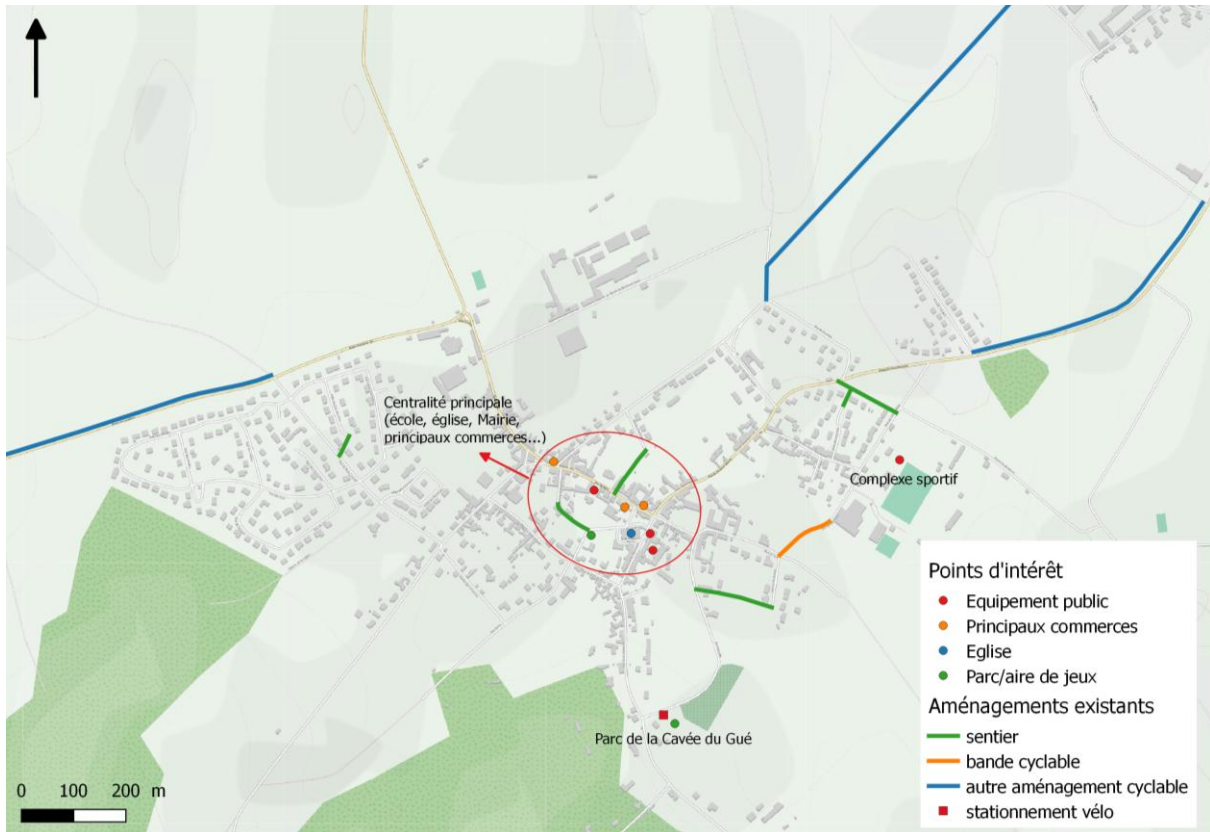 Centralité principale
(école, église, Mairie,
principaux commerces...)
Complexe sportif
Parc de la Cavée du Gué
Points d'intérêt
Equipement public
Principaux commerces
Eglise
Parc/aire de jeux
Aménagements existants
sentier
bande cyclable
autre aménagement cyclable
stationnement vélo
0 100 200 m